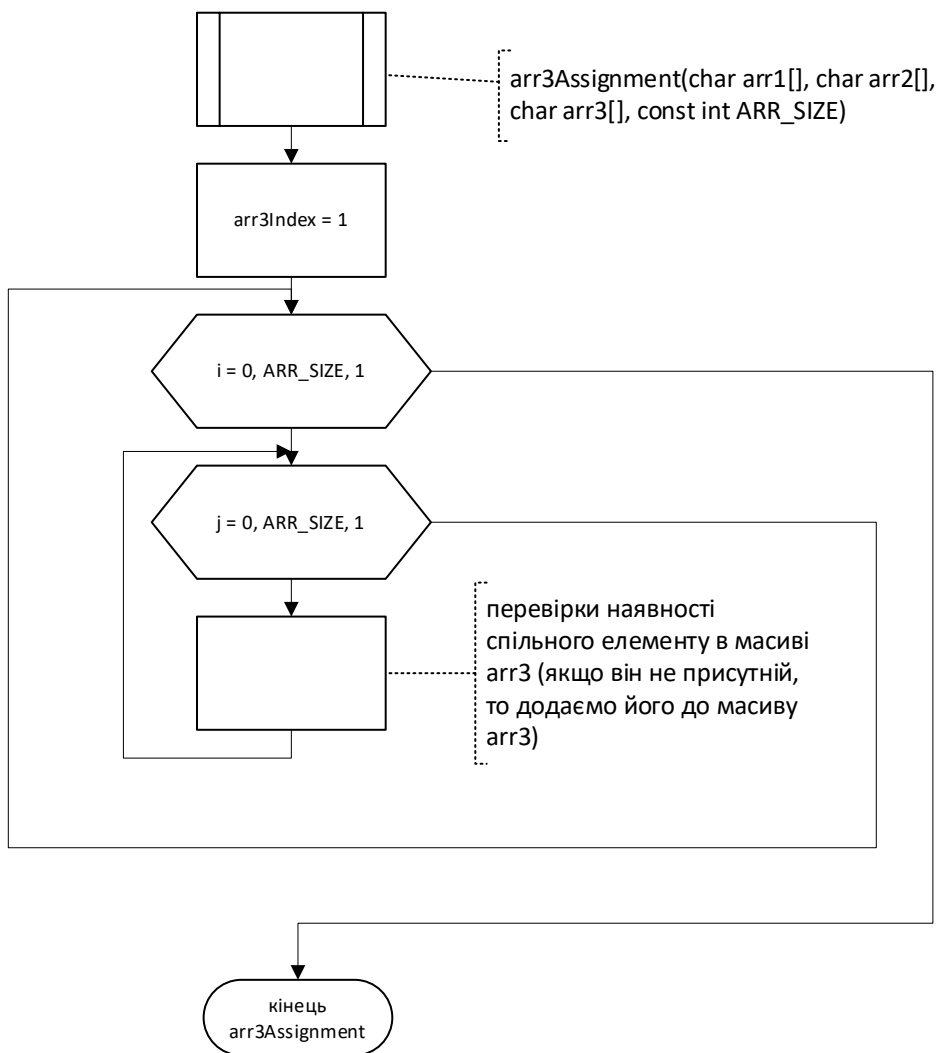 arr3Assignment(char arr1[], char arr2[],
char arr3[], const int ARR_SIZE)
arr3Index = 1
i = 0, ARR_SIZE, 1
j = 0, ARR_SIZE, 1
перевірки наявності
спільного елементу в масиві
arr3 (якщо він не присутній,
то додаємо його до масиву
arr3)
кінець
arr3Assignment